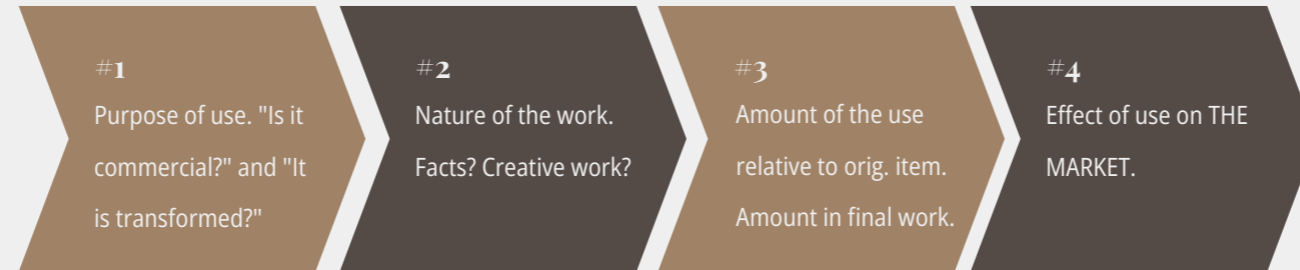 #1
Purpose of use. "Is it
commercial?" and "It
is transformed?"
#2
Nature of the work.
Facts? Creative work?
#3
Amount of the use
relative to orig. item.
Amount in final work.
#4
Effect of use on THE
MARKET.